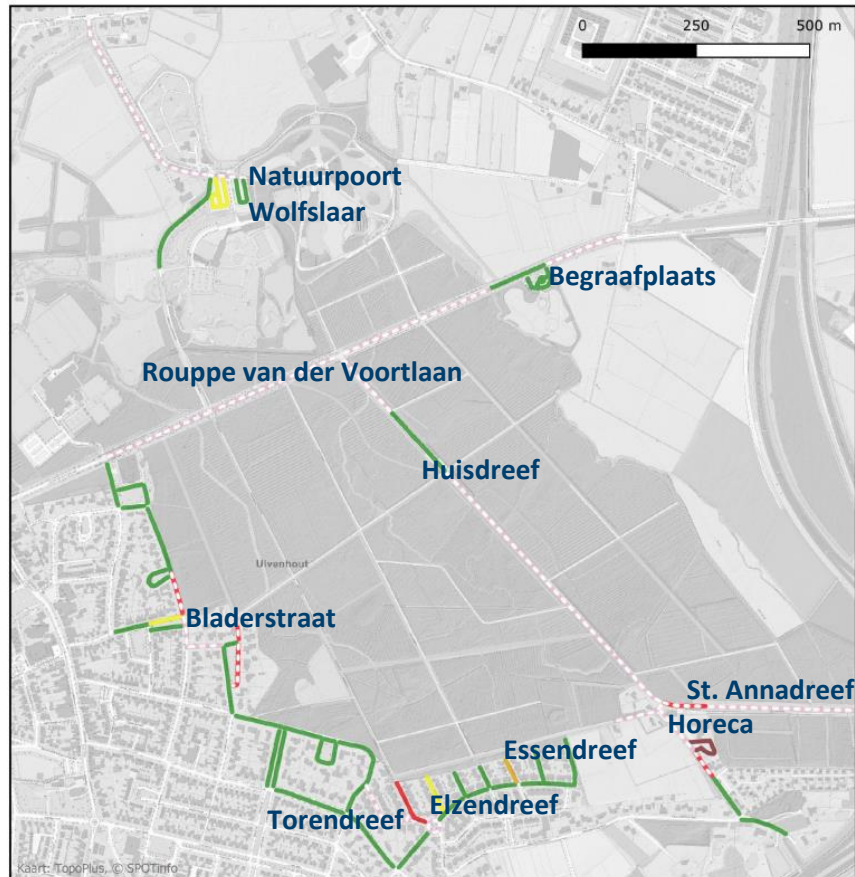 0 250 500 m
Natuurpoort
Wolfslaar
Begraafplaats
Rouppe van der Voortlaan
Huisdreef
Ulvenhout
Bladerstraat
St. Annadreef
Horeca
Essendreef
Elzendreef
Torendreef
Kaart: TopoPlus, © SPOTinfo